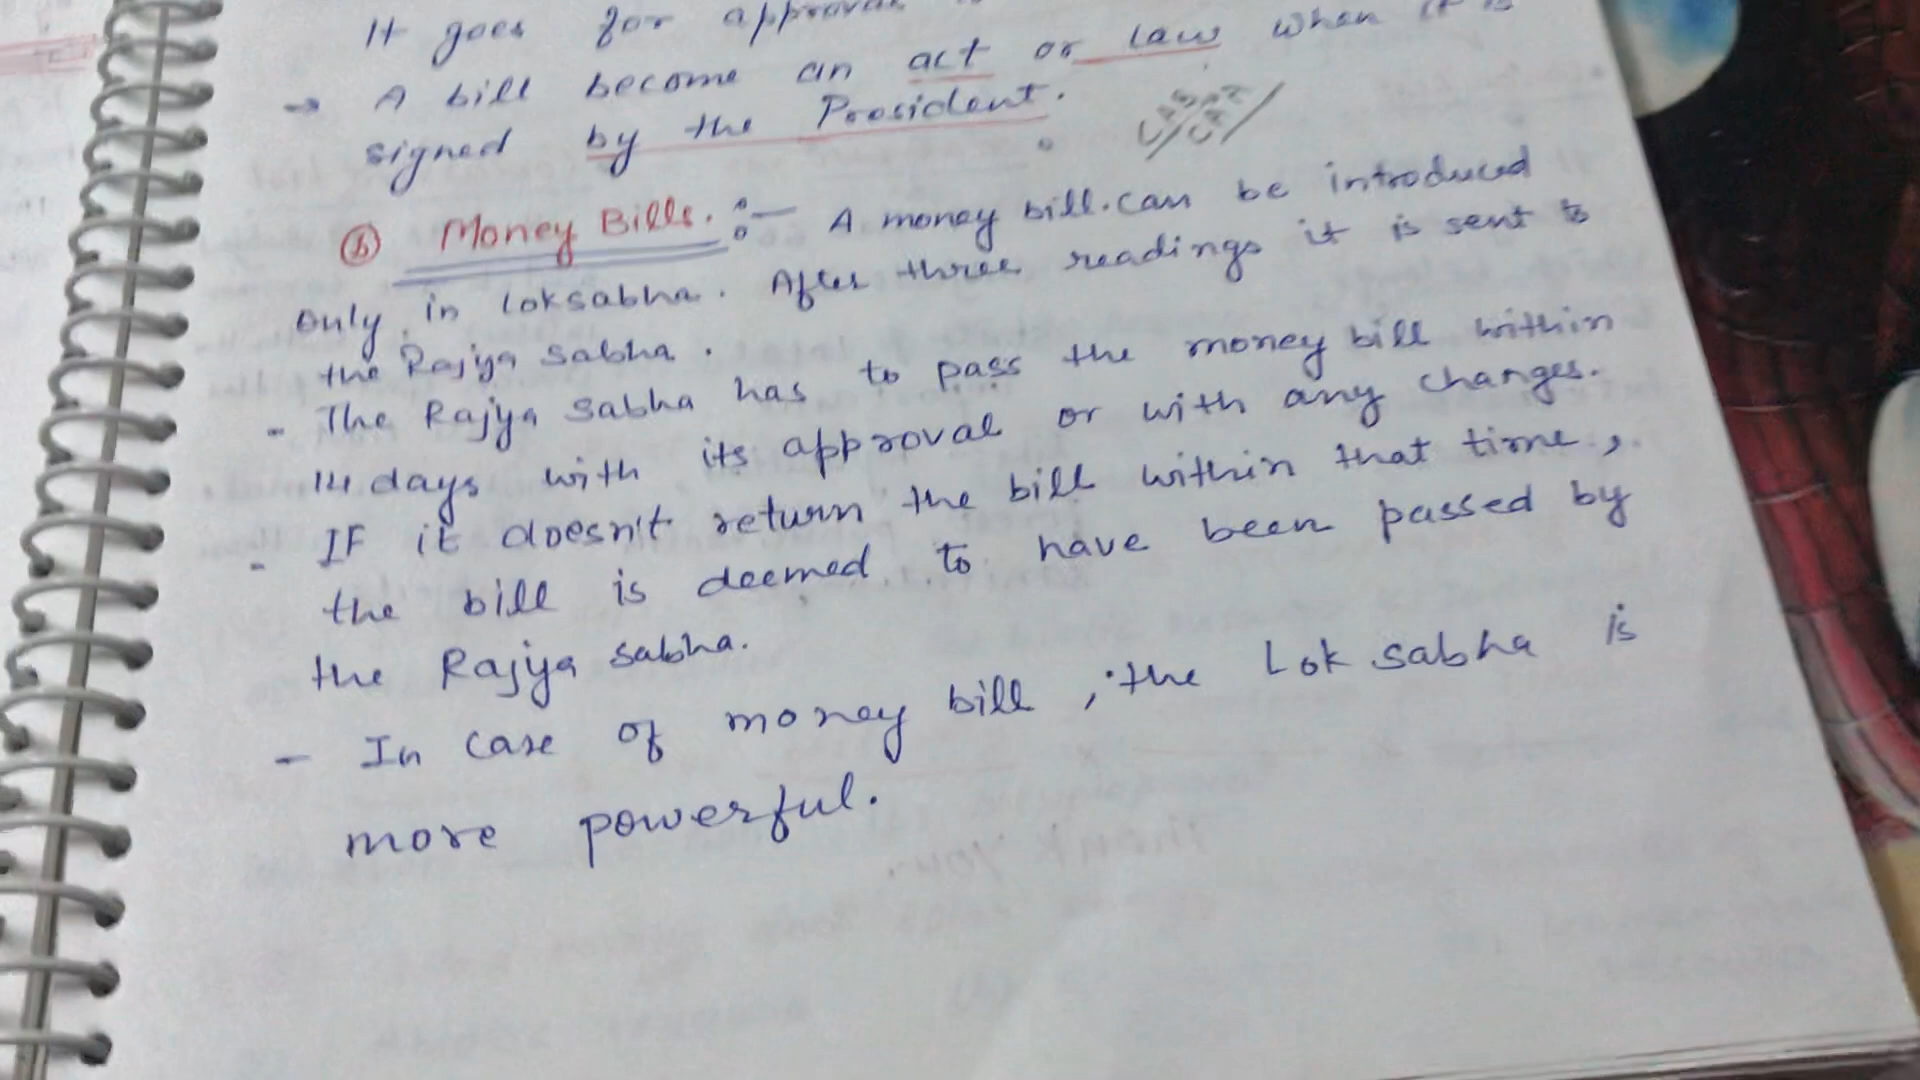 It goes for approval
→ A bill become an act or law when it is
signed by the President.
(b) Money Bills. :- A money bill can be introduced
only in loksabha. After three readings it is sent to
the Rajya Sabha.
- The Rajya Sabha has to pass the money bill within
14 days with its approval or with any changes.
- IF it doesn't return the bill within that time,
the bill is deemed to have been passed by
the Rajya sabha.
- In case of money bill, the Lok sabha is
more powerful.